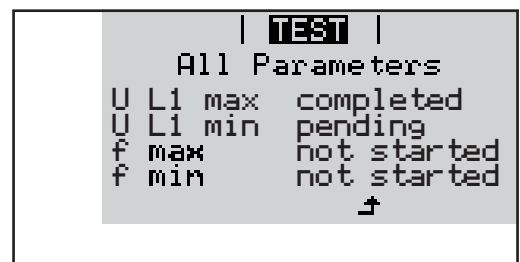 | TEST |
All Parameters
U L1 max completed
U L1 min pending
f max not started
f min not started